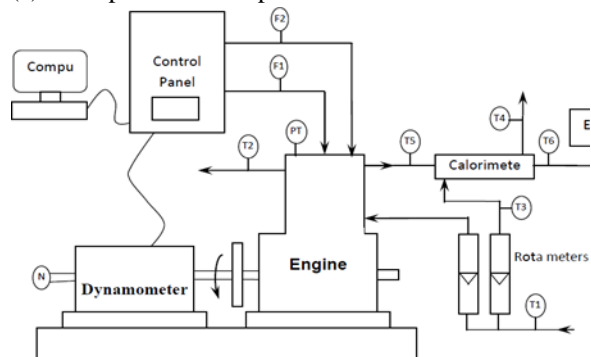 F2
Compu
Control
Panel
F1
T4
PT
T2
T5
T6
E
Calorimete
T3
Engine
Rota meters
N
Dynamometer
T1